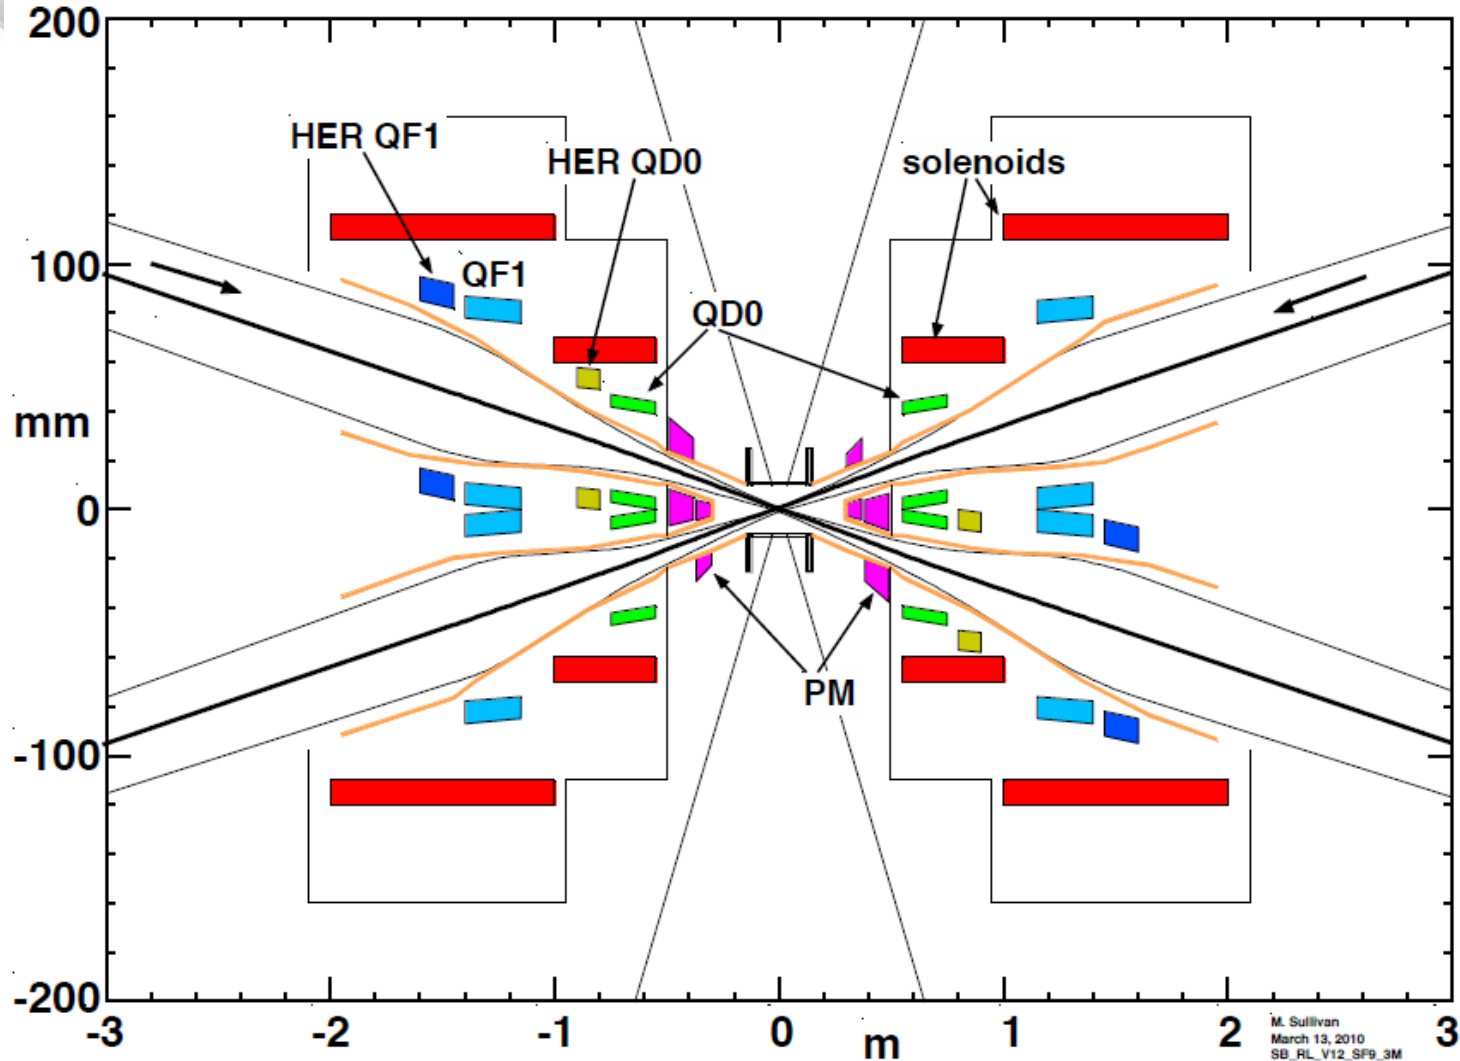 200
HER QF1
HER QD0
solenoids
100
QF1
QD0
mm
0
PM
-100
-200
-3
-2
-1
0
m
1
2
3
M. Sullivan
March 13, 2010
SB_RL_V12_SF9_3M